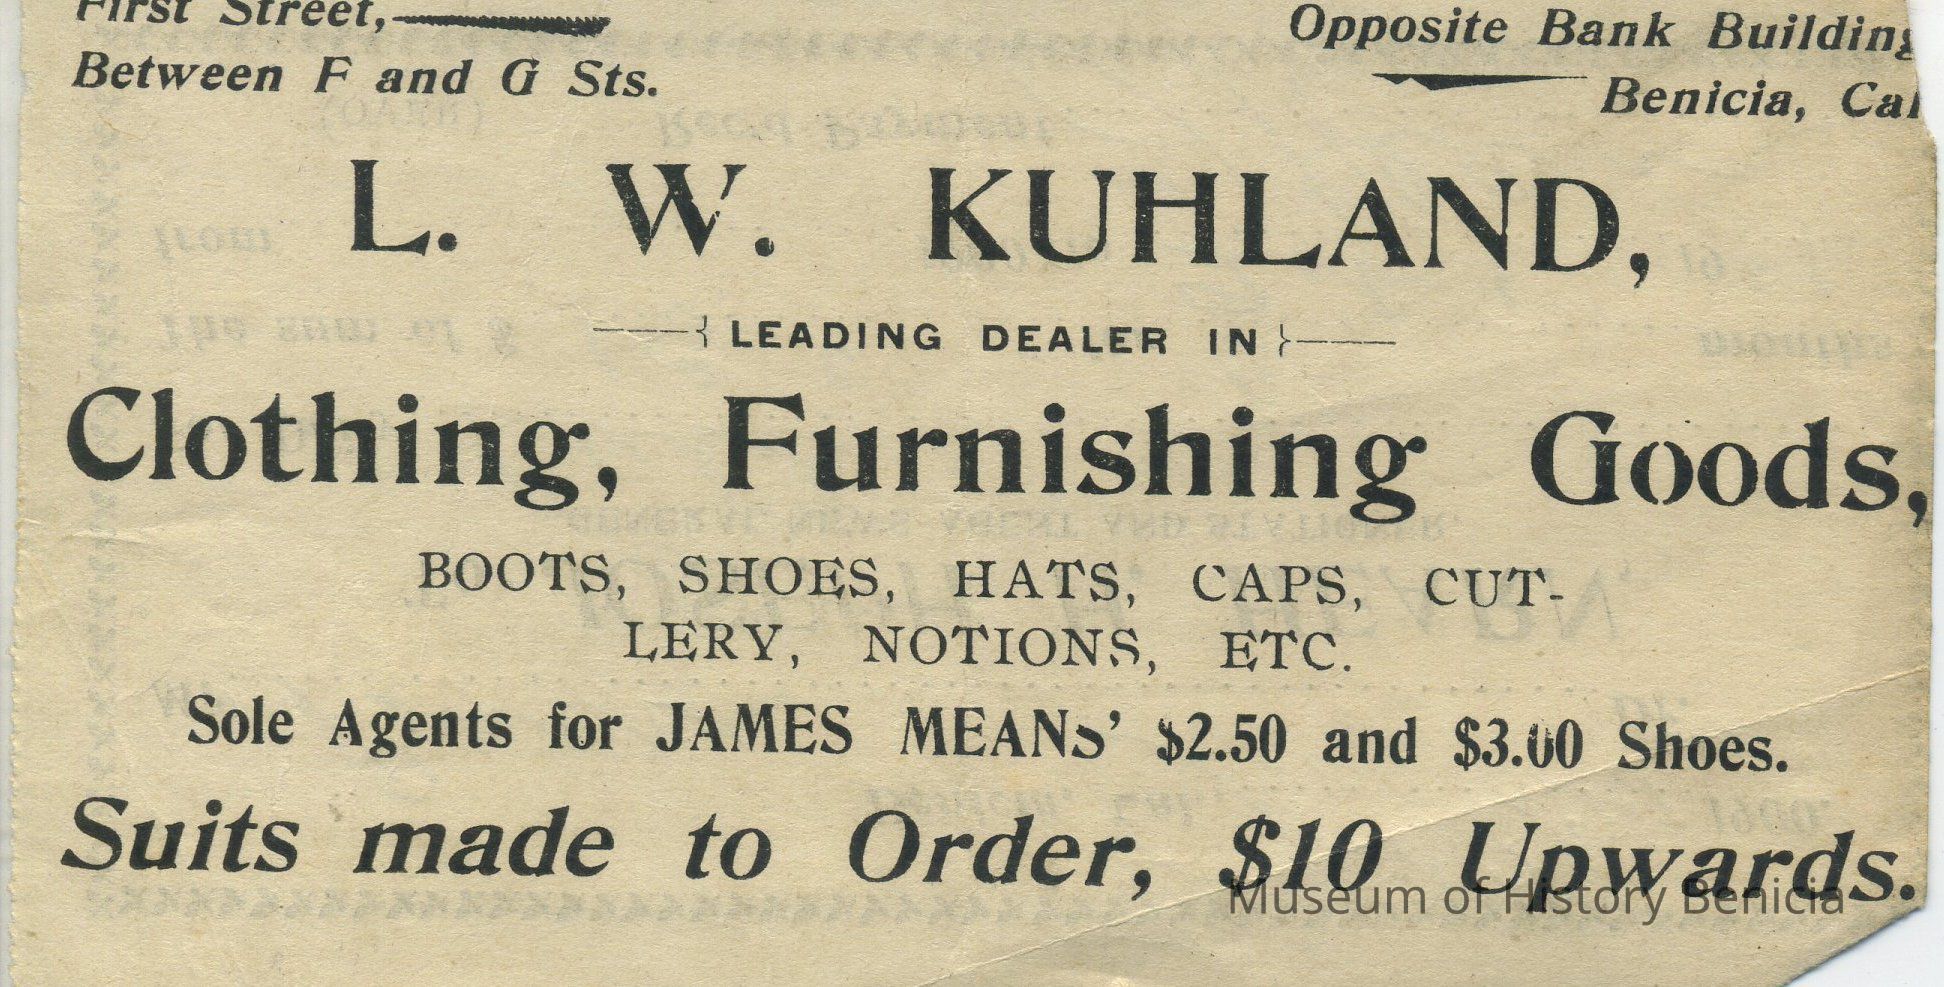 First Street,
Between F and G Sts.
Opposite Bank Building
Benicia, Cal
L. W. KUHLAND,
LEADING DEALER IN
Clothing, Furnishing Goods,
BOOTS, SHOES, HATS, CAPS, CUT-
LERY, NOTIONS, ETC.
Sole Agents for JAMES MEANS' $2.50 and $3.00 Shoes.
Suits made to Order, $10 Upwards.
Museum of History Benicia